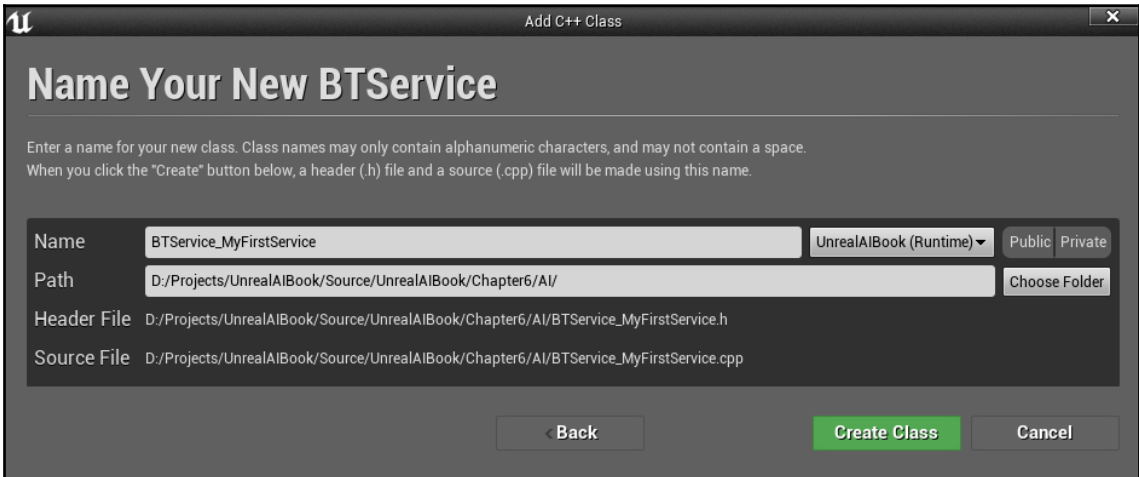 Add C++ Class
Name Your New BTService
Enter a name for your new class. Class names may only contain alphanumeric characters, and may not contain a space.
When you click the "Create" button below, a header (.h) file and a source (.cpp) file will be made using this name.
Name BTService_MyFirstService UnrealAIBook (Runtime) Public Private
Path D:/Projects/UnrealAIBook/Source/UnrealAIBook/Chapter6/AI/ Choose Folder
Header File D:/Projects/UnrealAIBook/Source/UnrealAIBook/Chapter6/AI/BTService_MyFirstService.h
Source File D:/Projects/UnrealAIBook/Source/UnrealAIBook/Chapter6/AI/BTService_MyFirstService.cpp
Back Create Class Cancel